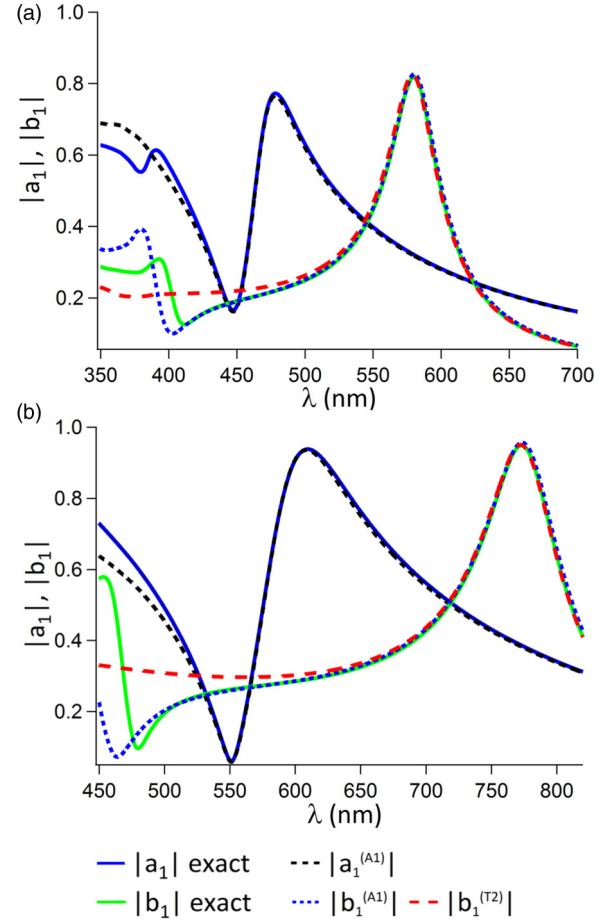 (a)
1.0
0.8
0.6
0.4
0.2
|a₁|, |b₁|
350 400 450 500 550 600 650 700
λ (nm)
(b)
1.0
0.8
0.6
0.4
0.2
|a₁|, |b₁|
450 500 550 600 650 700 750 800
λ (nm)
|a₁| exact |a₁⁽ᴬ¹⁾|
|b₁| exact |b₁⁽ᴬ¹⁾| |b₁⁽ᵀ²⁾|